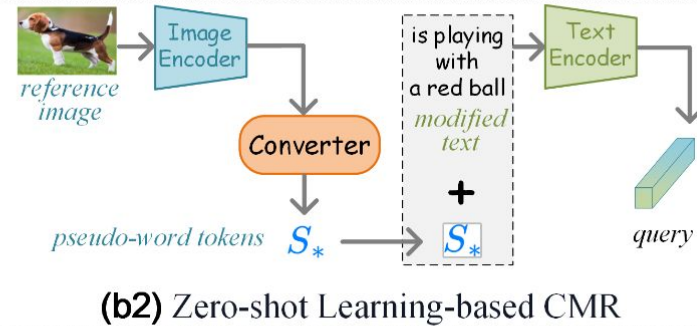 Image
Encoder
reference
image
Converter
pseudo-word tokens
S*
is playing
with
a red ball
modified
text
+
S*
Text
Encoder
query
(b2) Zero-shot Learning-based CMR